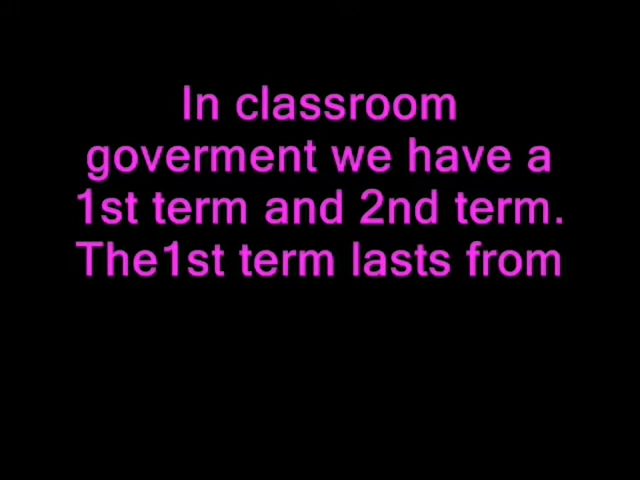 In classroom
goverment we have a
1st term and 2nd term.
The1st term lasts from